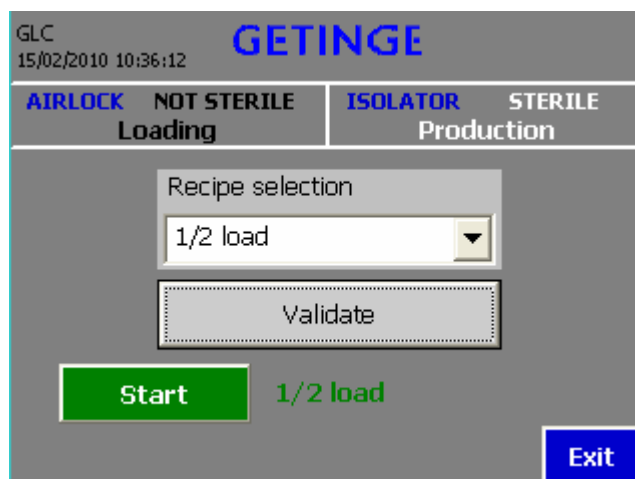 GLC
15/02/2010 10:36:12
GETINGE
AIRLOCK NOT STERILE
Loading
ISOLATOR STERILE
Production
Recipe selection
1/2 load
Validate
Start
1/2 load
Exit